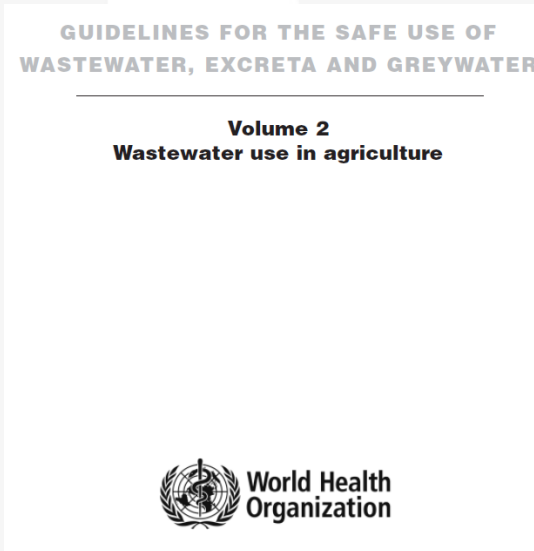 GUIDELINES FOR THE SAFE USE OF
WASTEWATER, EXCRETA AND GREYWATER
Volume 2
Wastewater use in agriculture
World Health
Organization